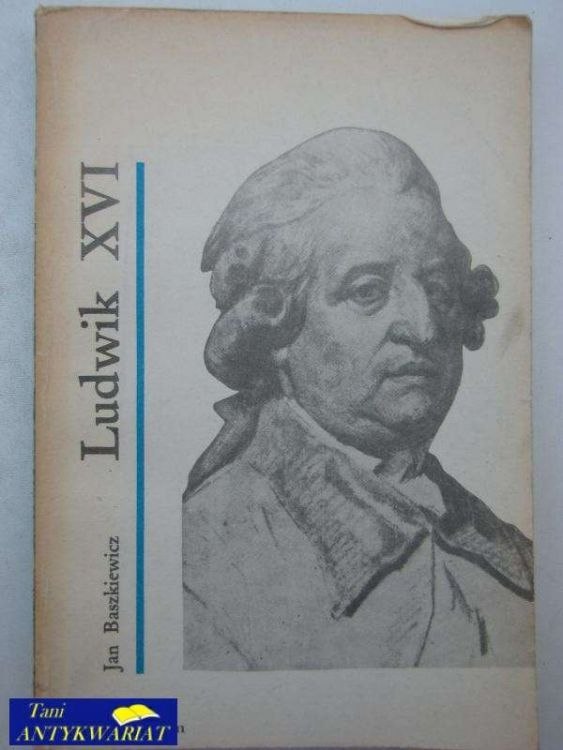 Jan Baszkiewicz
Ludwik XVI
Tani
ANTYKWARIAT